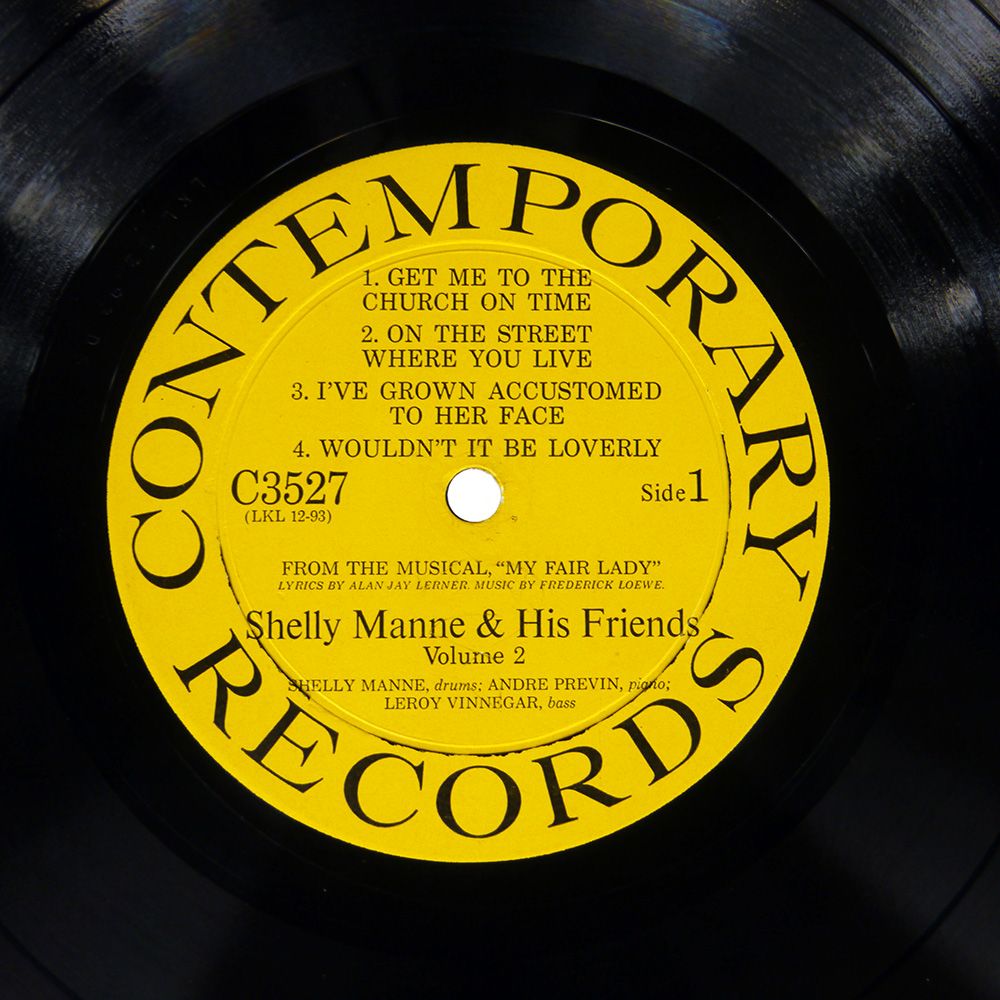 CONTEMPORARY
1. GET ME TO THE
CHURCH ON TIME
2. ON THE STREET
WHERE YOU LIVE
3. I'VE GROWN ACCUSTOMED
TO HER FACE
4. WOULDN'T IT BE LOVERLY
C3527
(LKL 12-93)
Side 1
FROM THE MUSICAL, “MY FAIR LADY”
LYRICS BY ALAN JAY LERNER. MUSIC BY FREDERICK LOEWE.
Shelly Manne & His Friends
Volume 2
SHELLY MANNE, drums; ANDRE PREVIN, piano;
LEROY VINNEGAR, bass
RECORDS